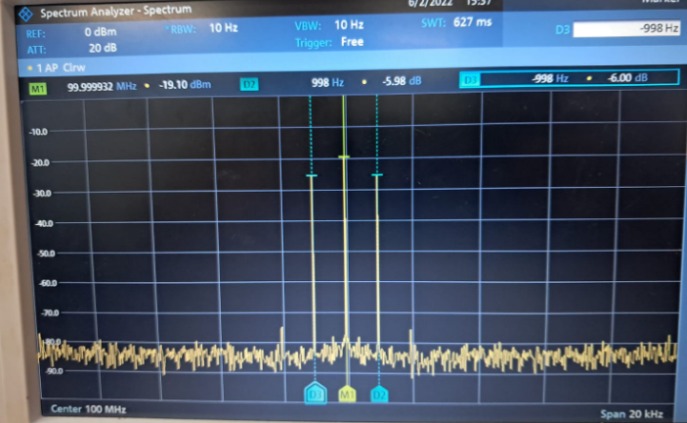 Spectrum Analyzer - Spectrum
6/2/2022 15:37
Marker
REF: 0 dBm
ATT: 20 dB
RBW: 10 Hz
VBW: 10 Hz
Trigger: Free
SWT: 627 ms
D3 -998 Hz
1 AP Clrw
M1 99.999932 MHz -19.10 dBm D2 998 Hz -5.98 dB D3 -998 Hz -6.00 dB
-10.0
-20.0
-30.0
-40.0
-50.0
-60.0
-70.0
-80.0
-90.0
D3 M1 D2
Center 100 MHz
Span 20 kHz